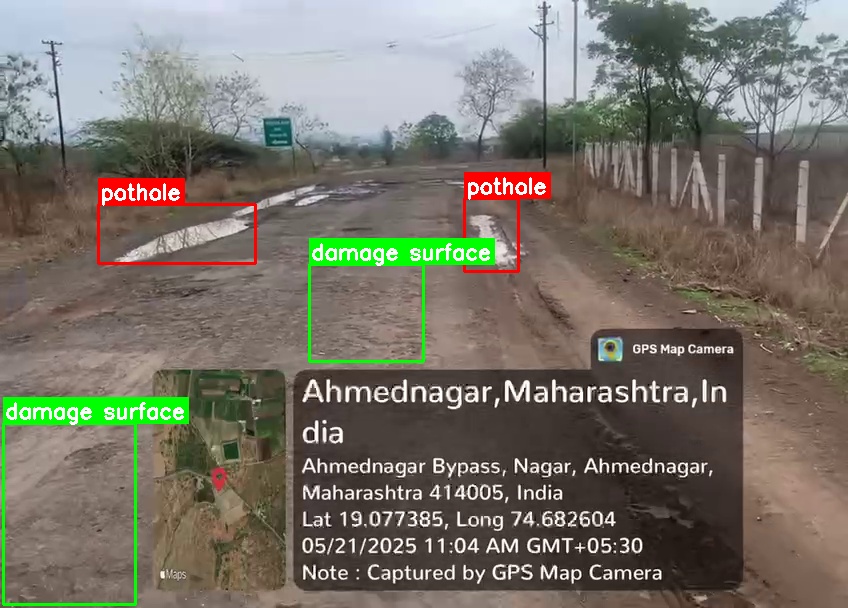 pothole
pothole
damage surface
damage surface
GPS Map Camera
Ahmednagar,Maharashtra,In
dia
Ahmednagar Bypass, Nagar, Ahmednagar,
Maharashtra 414005, India
Lat 19.077385, Long 74.682604
05/21/2025 11:04 AM GMT+05:30
Note : Captured by GPS Map Camera
Maps